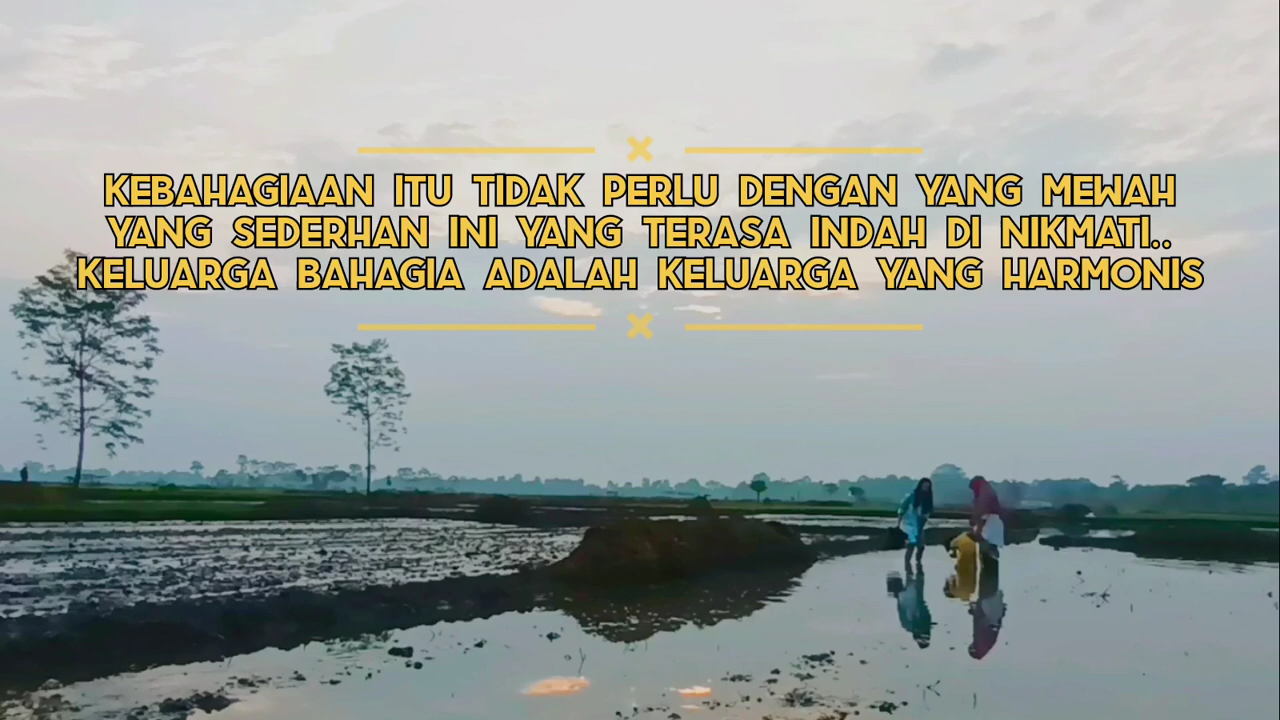 KEBAHAGIAAN ITU TIDAK PERLU DENGAN YANG MEWAH
YANG SEDERHAN INI YANG TERASA INDAH DI NIKMATI..
KELUARGA BAHAGIA ADALAH KELUARGA YANG HARMONIS